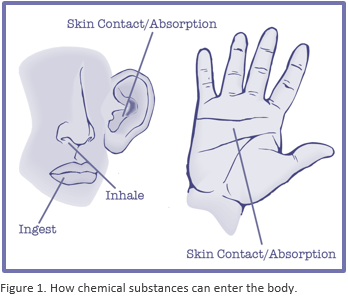 Skin Contact/Absorption
Inhale
Ingest
Skin Contact/Absorption
Figure 1. How chemical substances can enter the body.